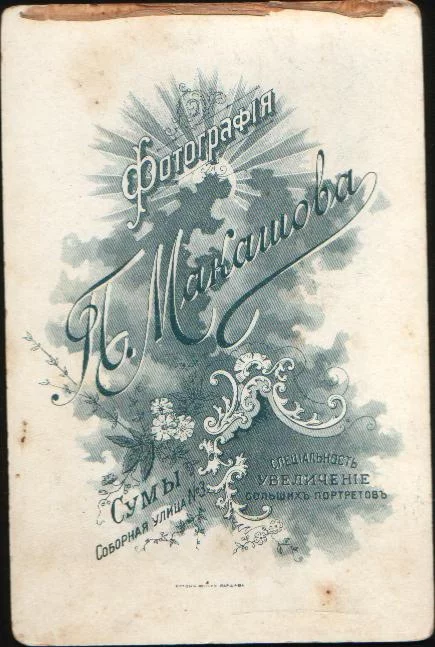 Фотографія
П. Макашова
Сумы
Соборная улица №3.
Спеціальность
увеличеніе
большихъ портретовъ